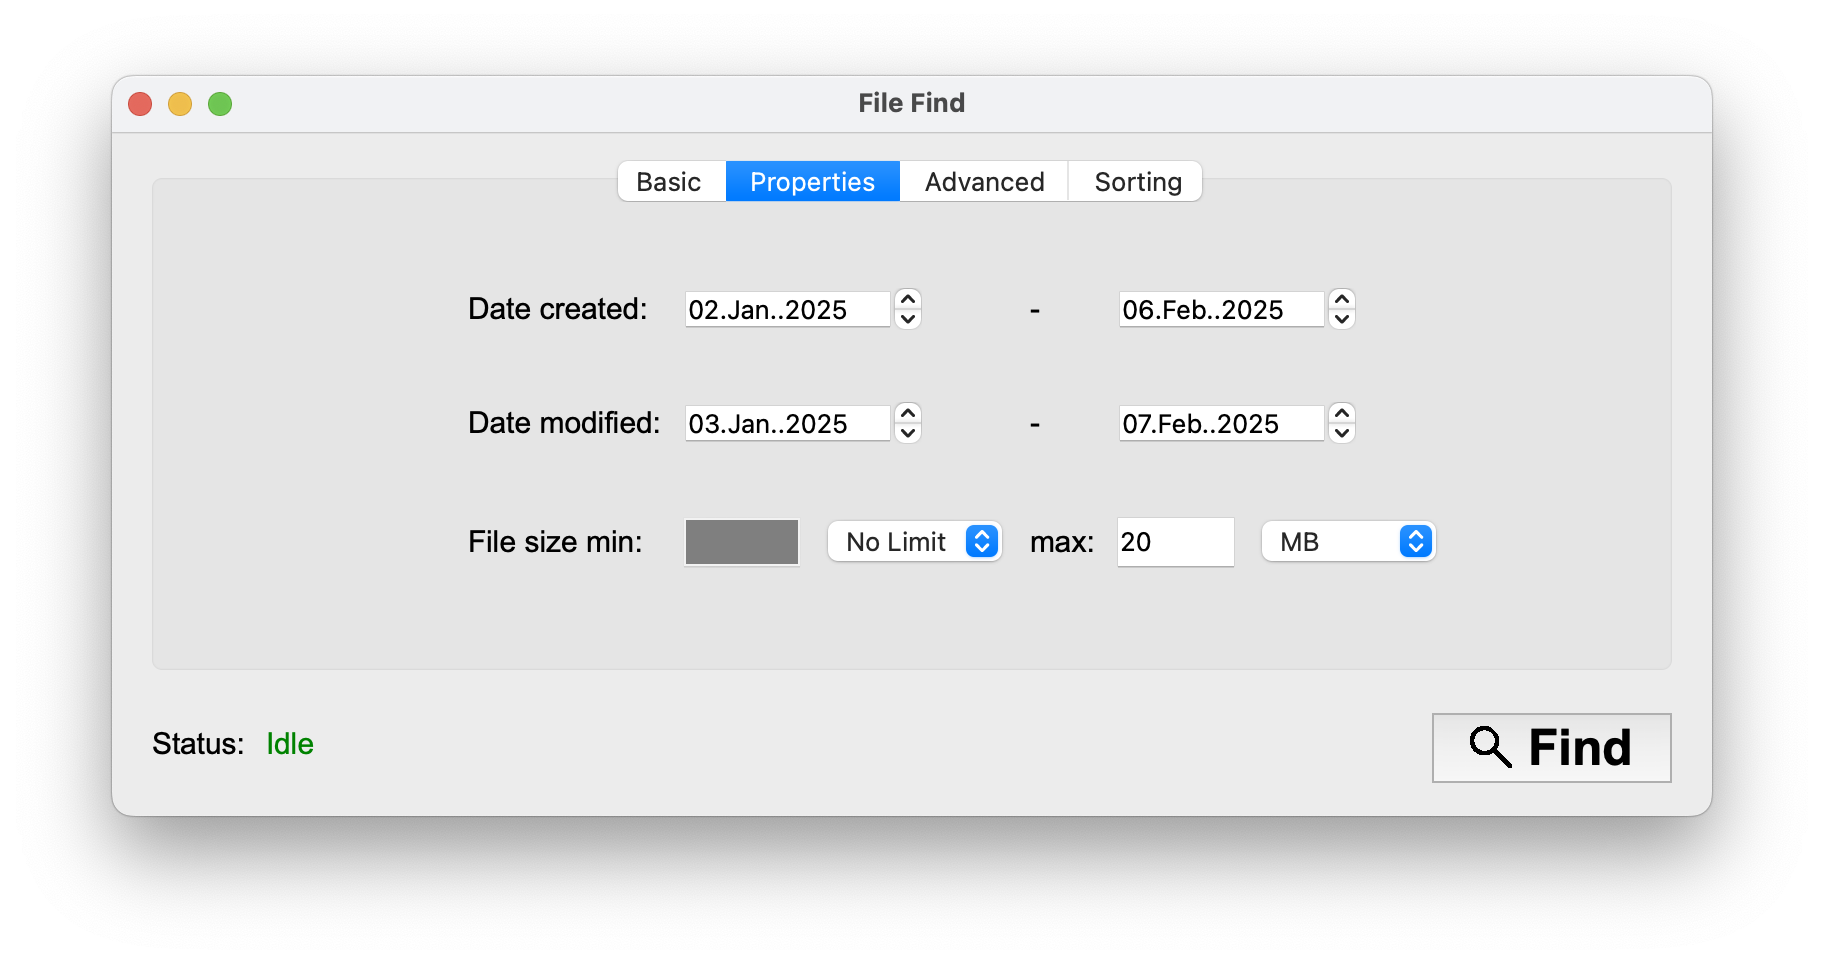 File Find
Basic Properties Advanced Sorting
Date created: 02.Jan..2025 - 06.Feb..2025
Date modified: 03.Jan..2025 - 07.Feb..2025
File size min: No Limit max: 20 MB
Status: Idle Find